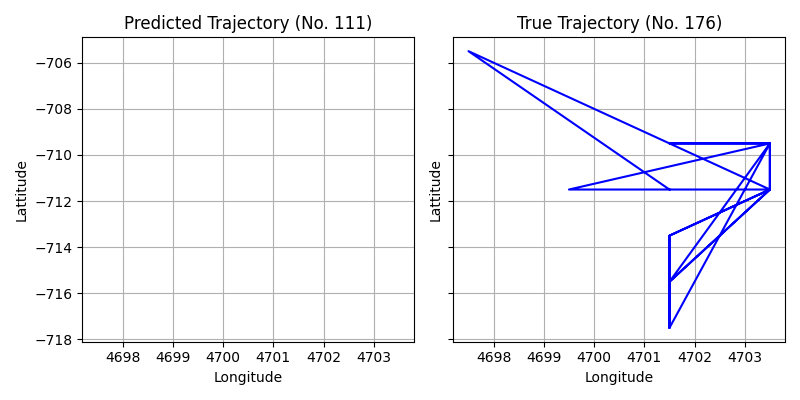 Predicted Trajectory (No. 111)
True Trajectory (No. 176)
Lattitude
−706
−708
−710
−712
−714
−716
−718
4698 4699 4700 4701 4702 4703
Longitude
Lattitude
4698 4699 4700 4701 4702 4703
Longitude